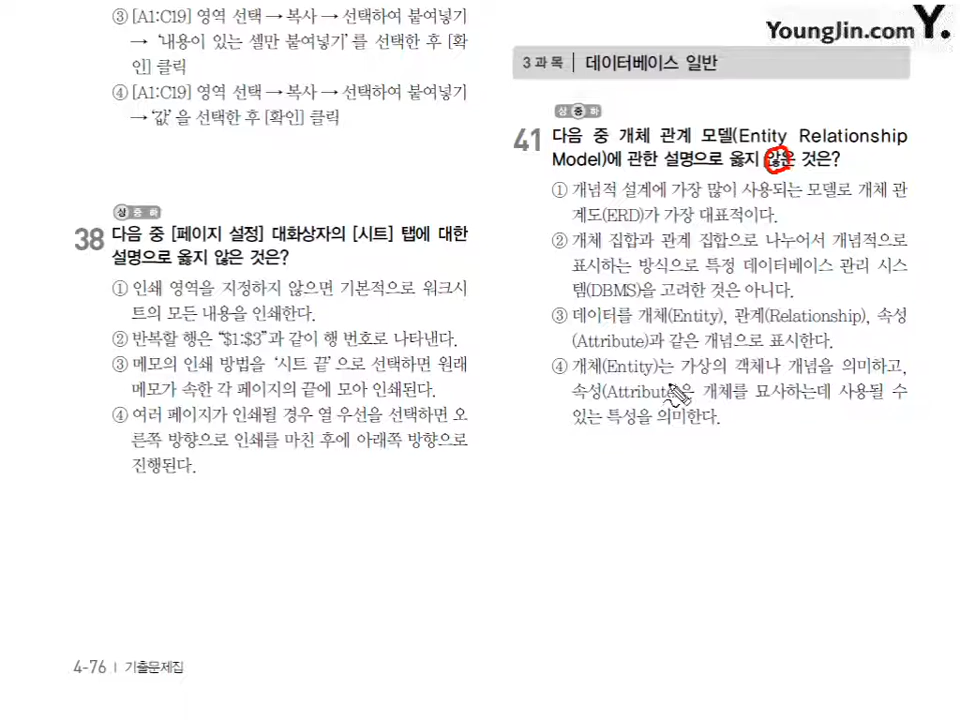 ③ [A1:C19] 영역 선택 → 복사 → 선택하여 붙여넣기
→ ‘내용이 있는 셀만 붙여넣기’를 선택한 후 [확
인] 클릭
④ [A1:C19] 영역 선택 → 복사 → 선택하여 붙여넣기
→ ‘값’을 선택한 후 [확인] 클릭
상 중 하
38 다음 중 [페이지 설정] 대화상자의 [시트] 탭에 대한
설명으로 옳지 않은 것은?
① 인쇄 영역을 지정하지 않으면 기본적으로 워크시
트의 모든 내용을 인쇄한다.
② 반복할 행은 “$1:$3”과 같이 행 번호로 나타낸다.
③ 메모의 인쇄 방법을 ‘시트 끝’으로 선택하면 원래
메모가 속한 각 페이지의 끝에 모아 인쇄된다.
④ 여러 페이지가 인쇄될 경우 열 우선을 선택하면 오
른쪽 방향으로 인쇄를 마친 후에 아래쪽 방향으로
진행된다.
4-76 | 기출문제집
YoungJin.com Y.
3과목 | 데이터베이스 일반
상 중 하
41 다음 중 개체 관계 모델(Entity Relationship
Model)에 관한 설명으로 옳지 않은 것은?
① 개념적 설계에 가장 많이 사용되는 모델로 개체 관
계도(ERD)가 가장 대표적이다.
② 개체 집합과 관계 집합으로 나누어서 개념적으로
표시하는 방식으로 특정 데이터베이스 관리 시스
템(DBMS)을 고려한 것은 아니다.
③ 데이터를 개체(Entity), 관계(Relationship), 속성
(Attribute)과 같은 개념으로 표시한다.
④ 개체(Entity)는 가상의 객체나 개념을 의미하고,
속성(Attribute)은 개체를 묘사하는데 사용될 수
있는 특성을 의미한다.